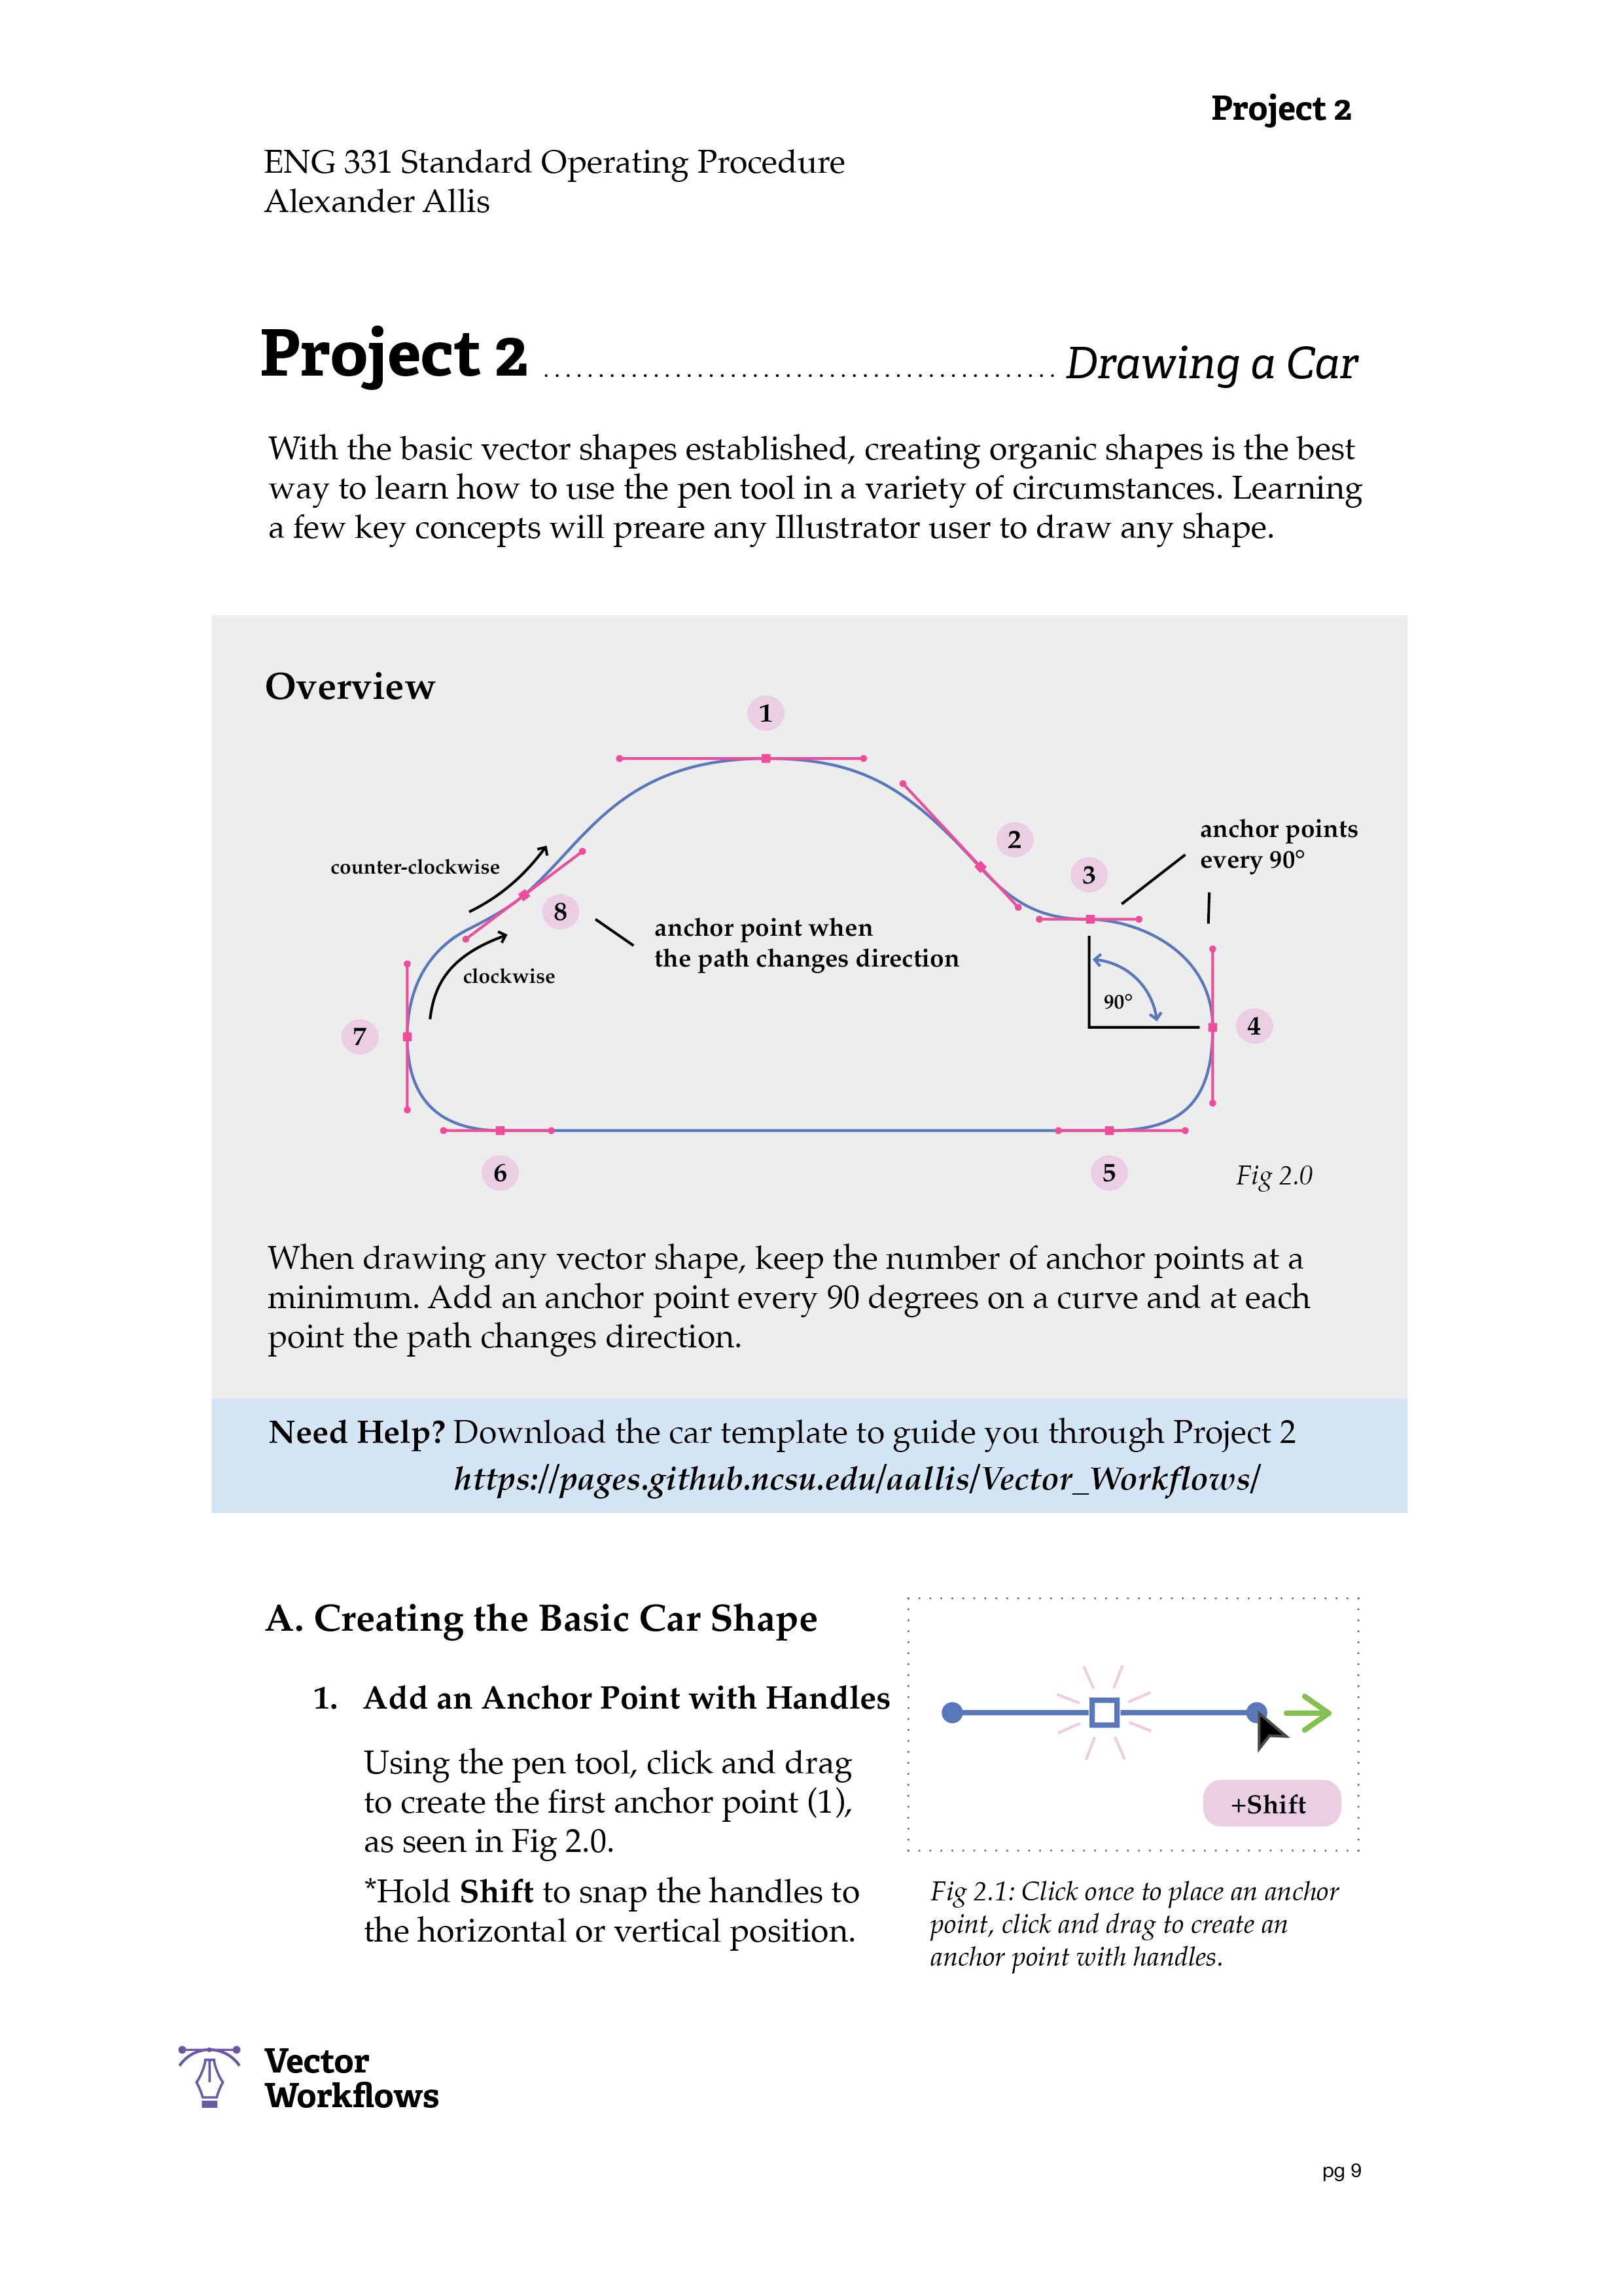 Project 2
ENG 331 Standard Operating Procedure
Alexander Allis
Project 2 ................................................ Drawing a Car
With the basic vector shapes established, creating organic shapes is the best
way to learn how to use the pen tool in a variety of circumstances. Learning
a few key concepts will preare any Illustrator user to draw any shape.
Overview
1
2
3
anchor points
every 90°
counter-clockwise
8
anchor point when
the path changes direction
clockwise
90°
7
4
6
5
Fig 2.0
When drawing any vector shape, keep the number of anchor points at a
minimum. Add an anchor point every 90 degrees on a curve and at each
point the path changes direction.
Need Help? Download the car template to guide you through Project 2
https://pages.github.ncsu.edu/aallis/Vector_Workflows/
A. Creating the Basic Car Shape
1. Add an Anchor Point with Handles
Using the pen tool, click and drag
to create the first anchor point (1),
as seen in Fig 2.0.
*Hold Shift to snap the handles to
the horizontal or vertical position.
+Shift
Fig 2.1: Click once to place an anchor
point, click and drag to create an
anchor point with handles.
Vector
Workflows
pg 9